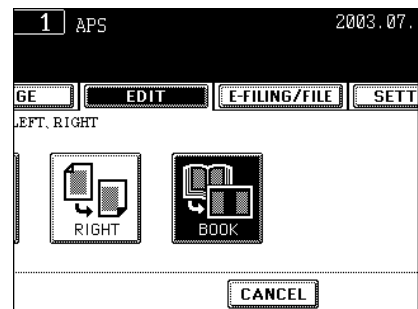 1 APS 2003.07.
GE EDIT E-FILING/FILE SETT
LEFT, RIGHT
RIGHT BOOK
CANCEL